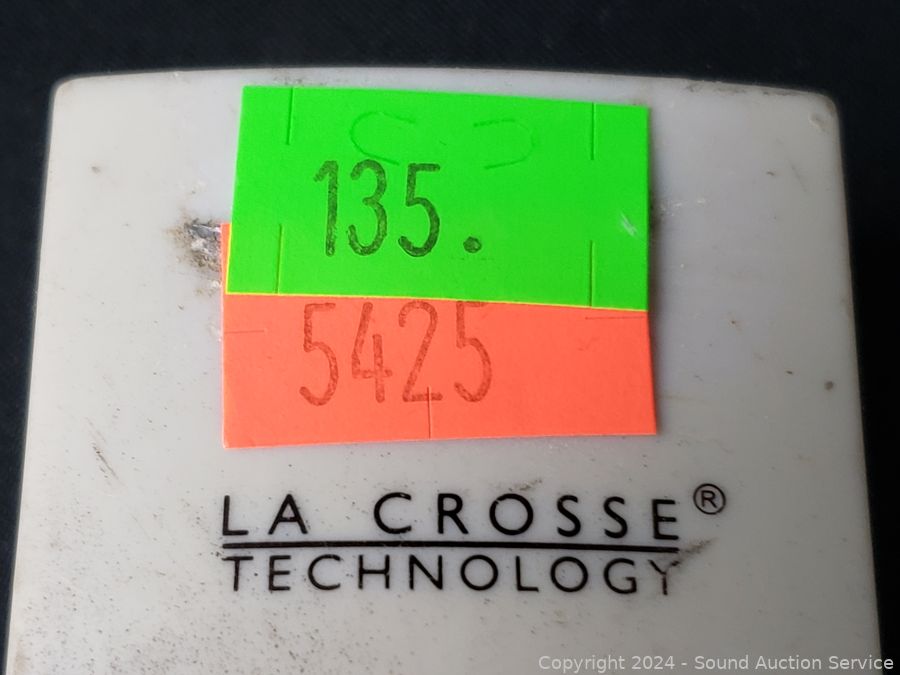 135.
5425
LA CROSSE®
TECHNOLOGY
Copyright 2024 - Sound Auction Service